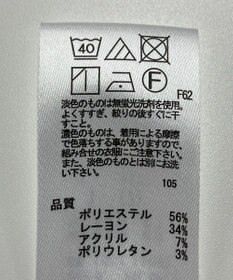 40
F
F62
淡色のものは無蛍光洗剤を使用。
よくすすぎ、絞りの後すぐに干す
こと。
濃色のものは、着用による摩擦
で色落ちする事がありますので、
組み合せの衣服にご注意下さい。
また、淡色のものとは別にお洗
い下さい。
105
品質
ポリエステル 56%
レーヨン 34%
アクリル 7%
ポリウレタン 3%